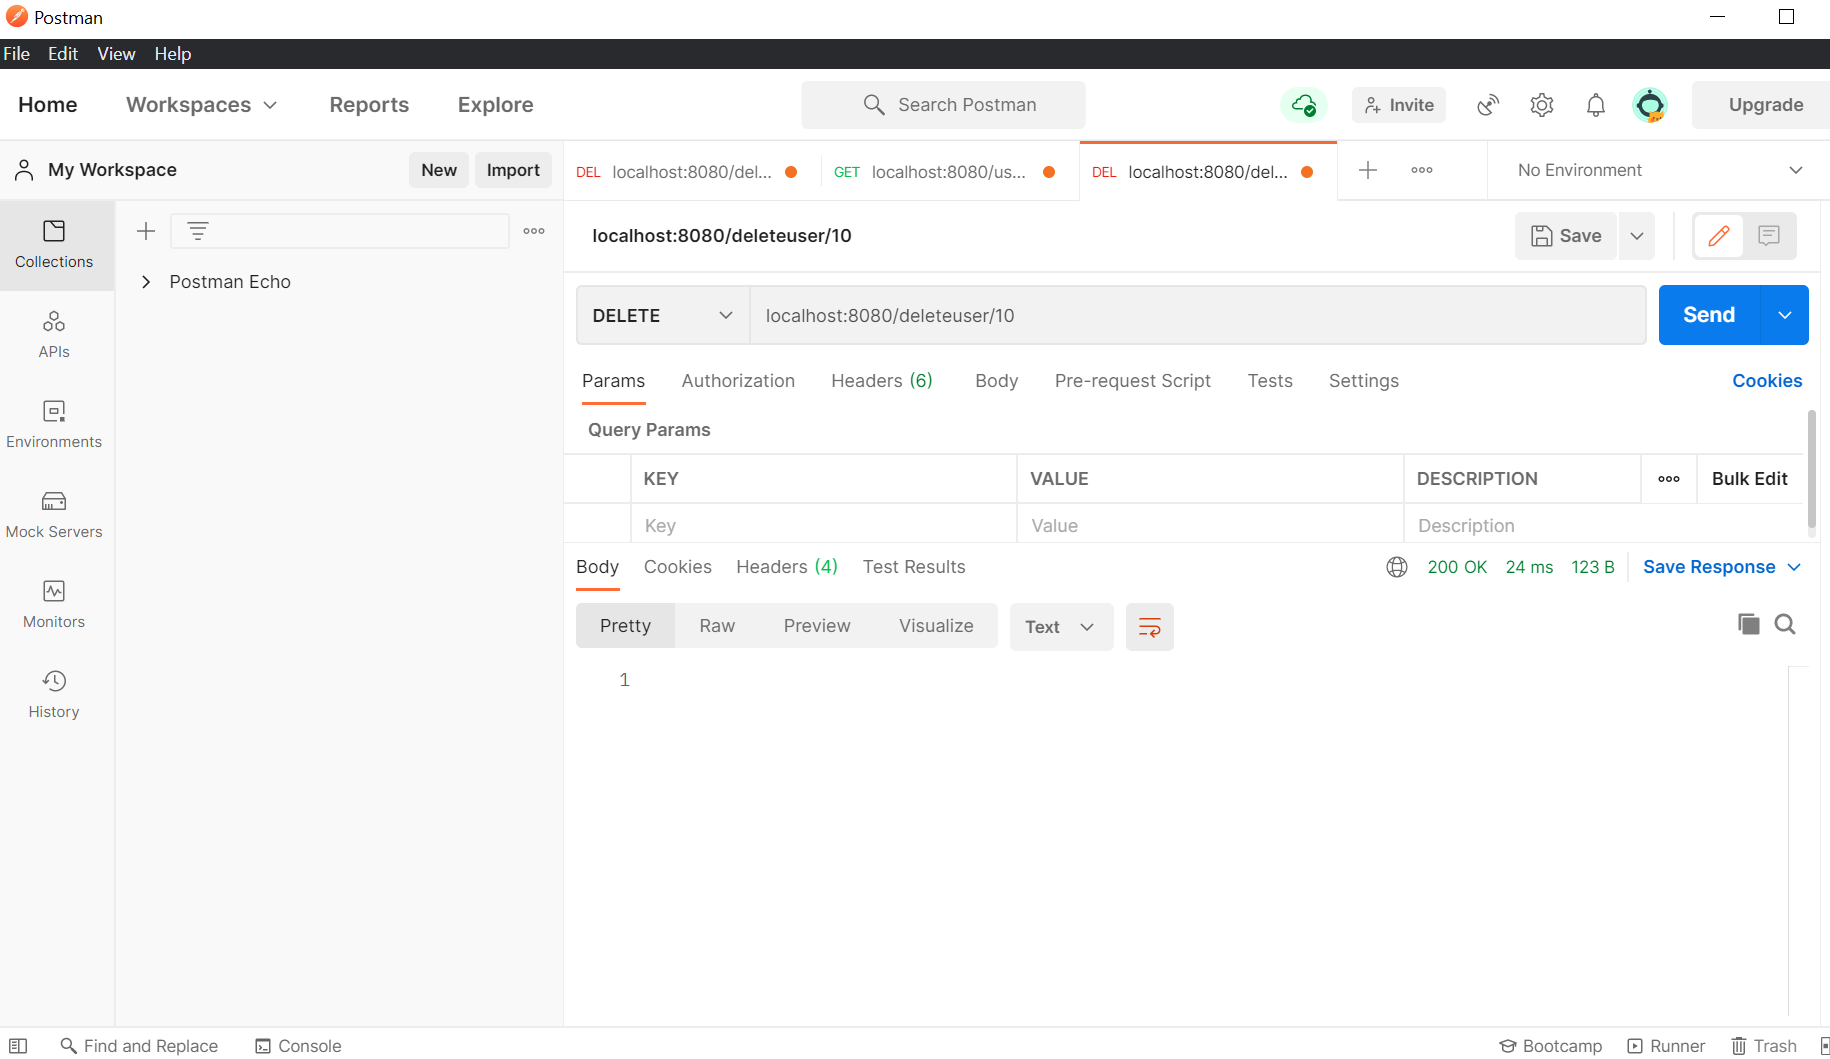 Postman
File Edit View Help
Home Workspaces Reports Explore Search Postman Invite Upgrade
My Workspace New Import
DEL localhost:8080/del... GET localhost:8080/us... DEL localhost:8080/del... No Environment
Collections
APIs
Environments
Mock Servers
Monitors
History
Postman Echo
localhost:8080/deleteuser/10 Save
DELETE localhost:8080/deleteuser/10 Send
Params Authorization Headers (6) Body Pre-request Script Tests Settings Cookies
Query Params
KEY VALUE DESCRIPTION Bulk Edit
Key Value Description
Body Cookies Headers (4) Test Results 200 OK 24 ms 123 B Save Response
Pretty Raw Preview Visualize Text
1
Find and Replace Console Bootcamp Runner Trash